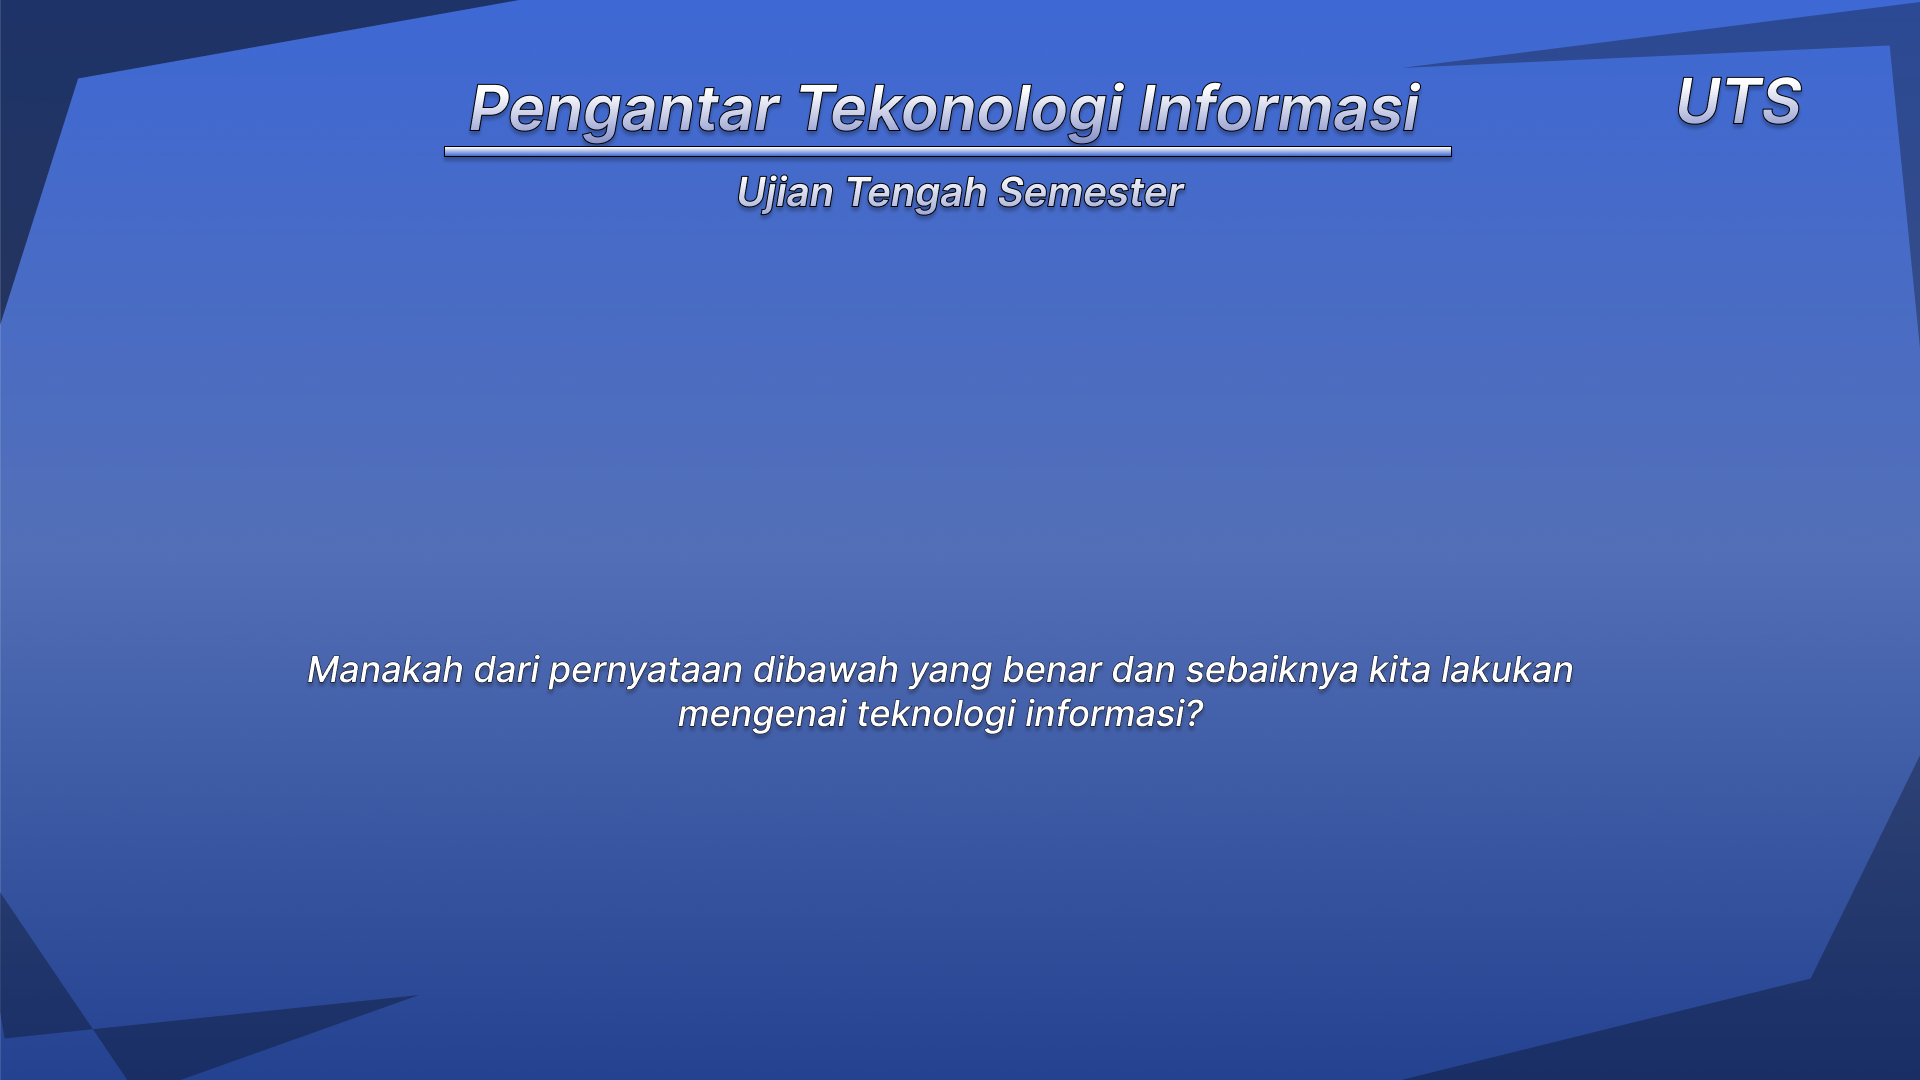 Pengantar Tekonologi Informasi
UTS
Ujian Tengah Semester
Manakah dari pernyataan dibawah yang benar dan sebaiknya kita lakukan
mengenai teknologi informasi?